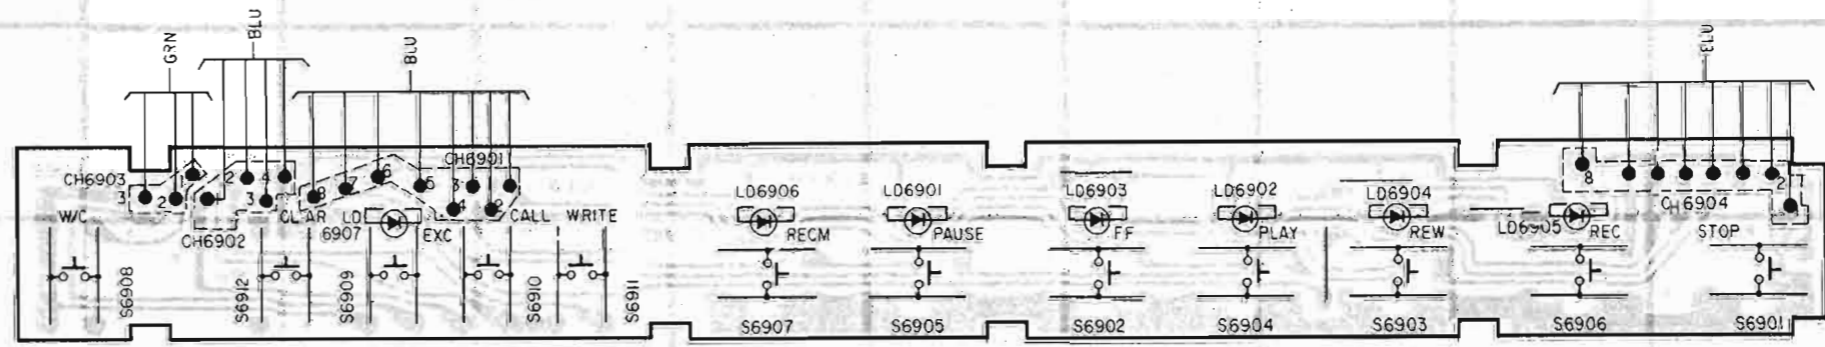 GRN
BLU
BLU
BLU
CH6903
1
2
3
CH6902
2
4
3
CH6901
8
7
6
5
3
4
2
CH6904
8
2
1
W/C
CLEAR
LD
6907
EXC
CALL
WRITE
LD6906
RECM
LD6901
PAUSE
LD6903
FF
LD6902
PLAY
LD6904
REW
LD6905
REC
STOP
S6908
S6912
S6909
S6910
S6911
S6907
S6905
S6902
S6904
S6903
S6906
S6901